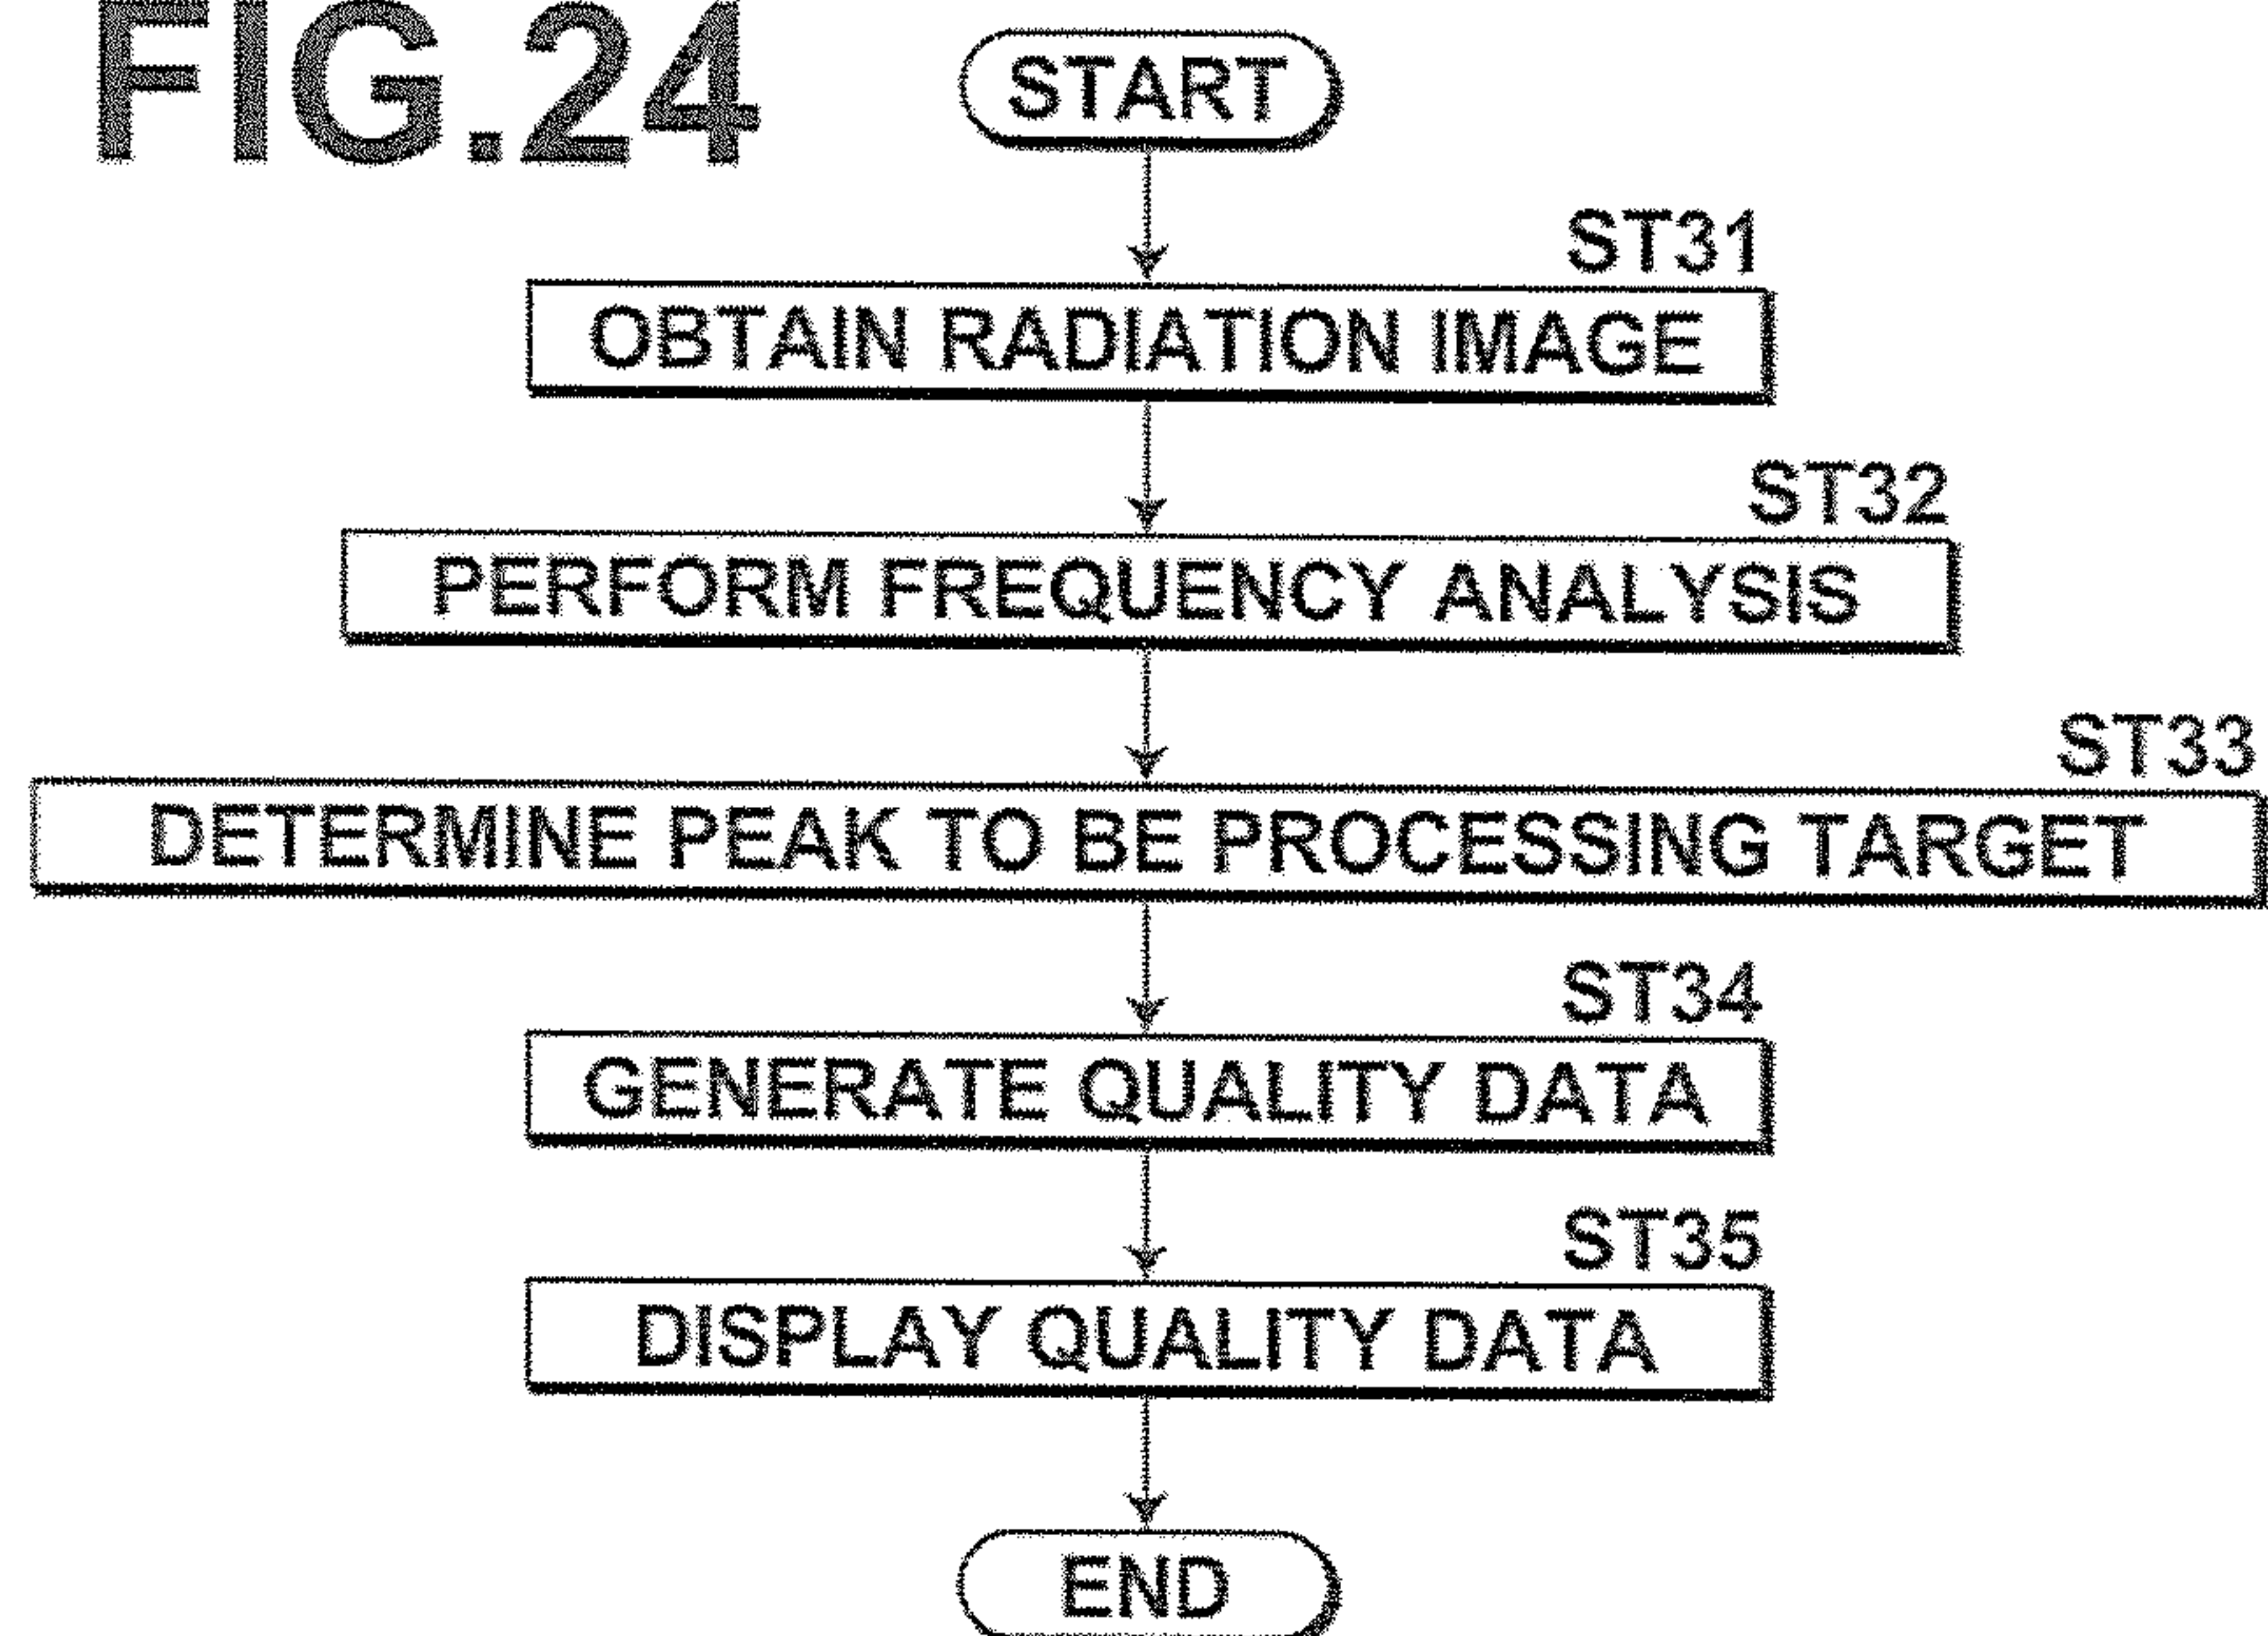 FIG.24
START
ST31
OBTAIN RADIATION IMAGE
ST32
PERFORM FREQUENCY ANALYSIS
ST33
DETERMINE PEAK TO BE PROCESSING TARGET
ST34
GENERATE QUALITY DATA
ST35
DISPLAY QUALITY DATA
END